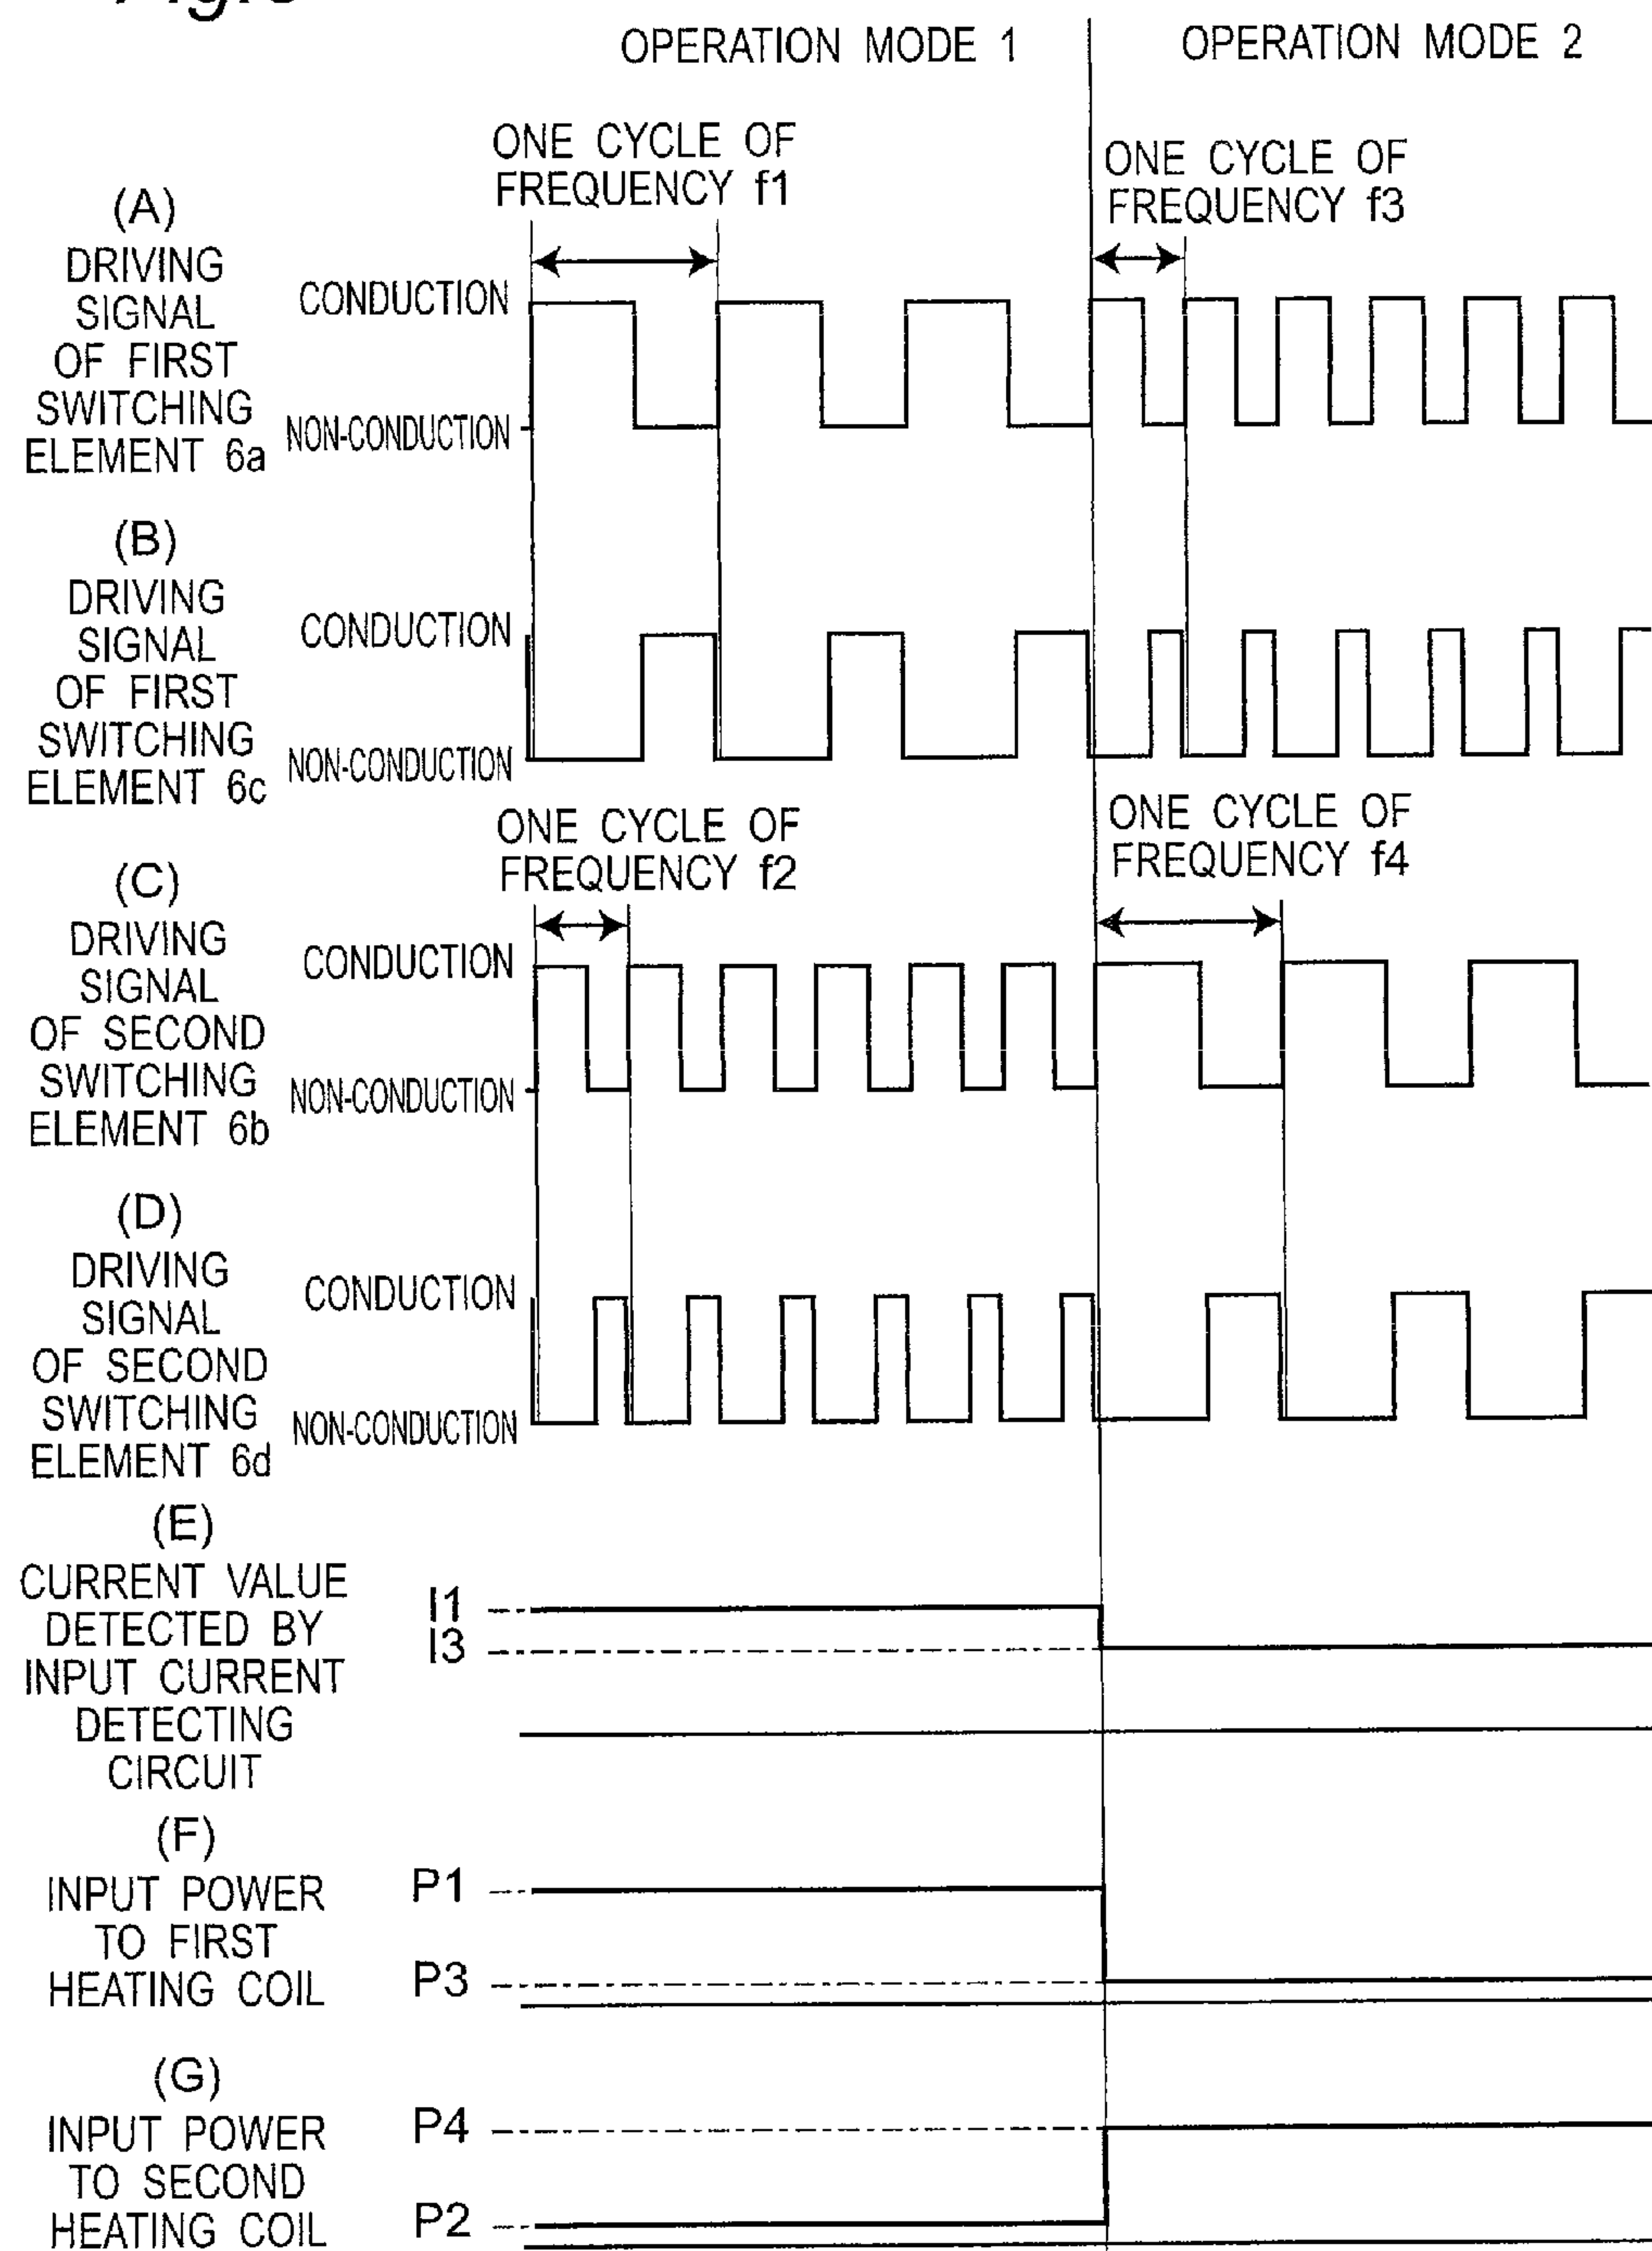 OPERATION MODE 1
OPERATION MODE 2
ONE CYCLE OF
FREQUENCY f1
ONE CYCLE OF
FREQUENCY f3
(A)
DRIVING
SIGNAL
OF FIRST
SWITCHING
ELEMENT 6a
CONDUCTION
NON-CONDUCTION
(B)
DRIVING
SIGNAL
OF FIRST
SWITCHING
ELEMENT 6c
CONDUCTION
NON-CONDUCTION
ONE CYCLE OF
FREQUENCY f2
ONE CYCLE OF
FREQUENCY f4
(C)
DRIVING
SIGNAL
OF SECOND
SWITCHING
ELEMENT 6b
CONDUCTION
NON-CONDUCTION
(D)
DRIVING
SIGNAL
OF SECOND
SWITCHING
ELEMENT 6d
CONDUCTION
NON-CONDUCTION
(E)
CURRENT VALUE
DETECTED BY
INPUT CURRENT
DETECTING
CIRCUIT
I1
I3
(F)
INPUT POWER
TO FIRST
HEATING COIL
P1
P3
(G)
INPUT POWER
TO SECOND
HEATING COIL
P4
P2